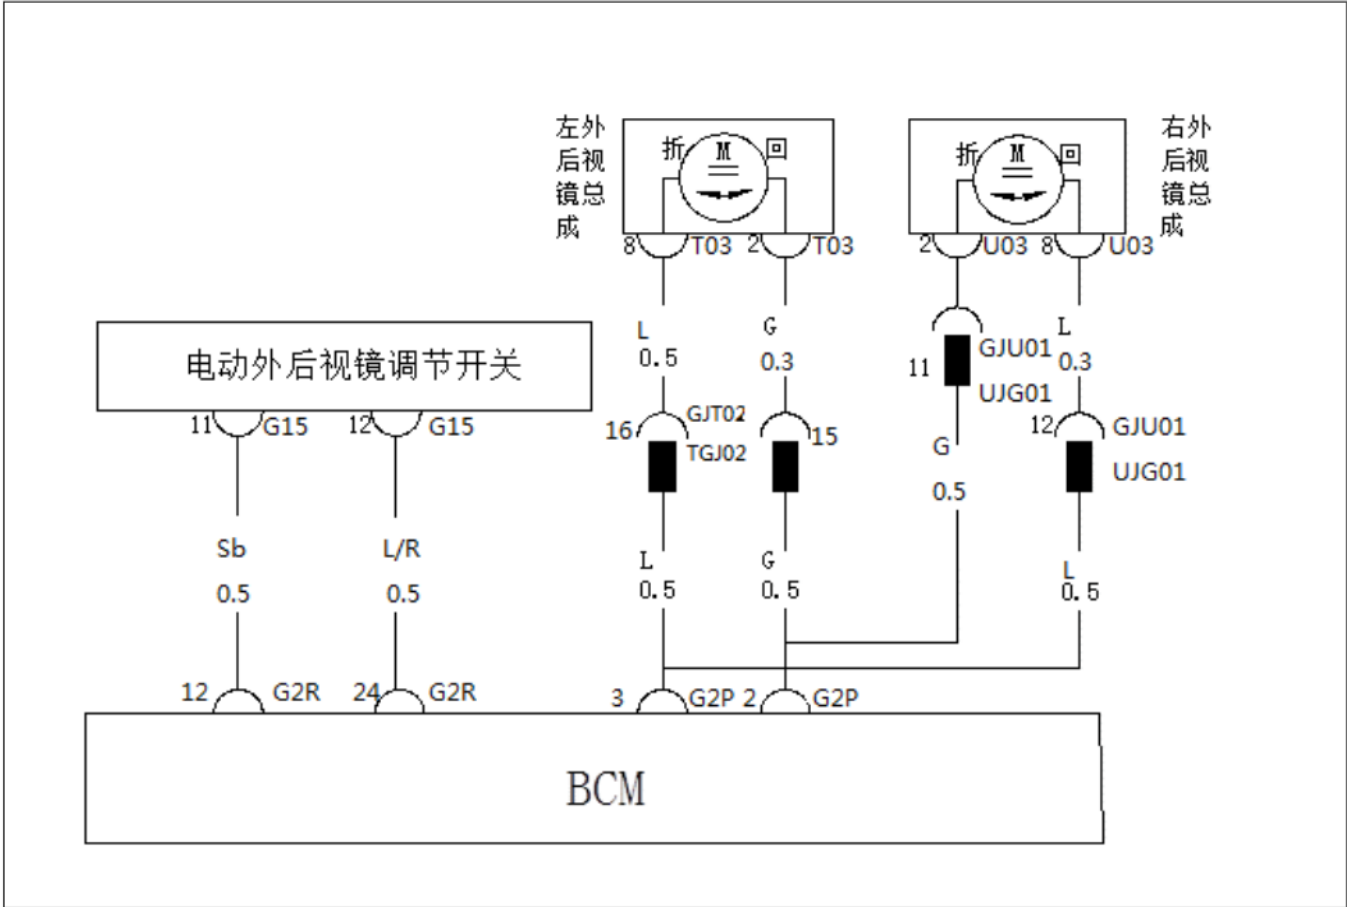 左外
后视
镜总
成
折 M 回
8 T03 2 T03
折 M 回
右外
后视
镜总
成
2 U03 8 U03
L
0.5
G
0.3
GJU01
11
UJG01
L
0.3
电动外后视镜调节开关
11 G15 12 G15
16 GJT02
TGJ02
15
12 GJU01
UJG01
G
0.5
Sb
0.5
L/R
0.5
L
0.5
G
0.5
L
0.5
12 G2R 24 G2R 3 G2P 2 G2P
BCM